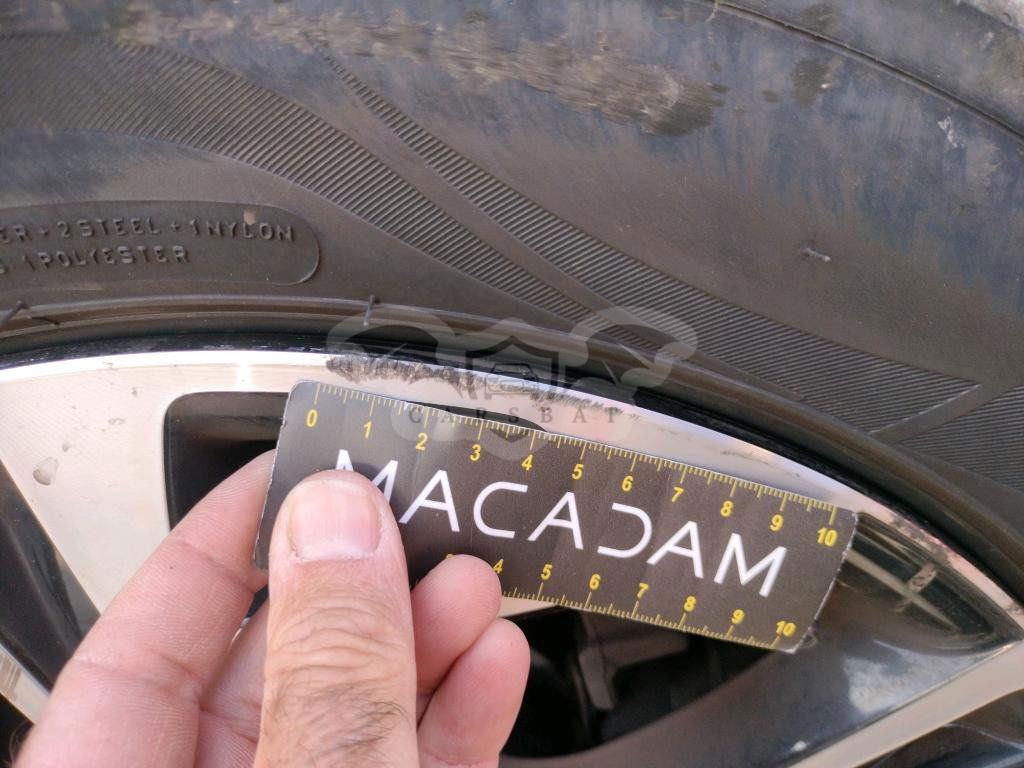 ER + 2 STEEL + 1 NYLON
1 POLYESTER
CARSBAT
0 1 2 3 4 5 6 7 8 9 10
MACADAM
4 5 6 7 8 9 10